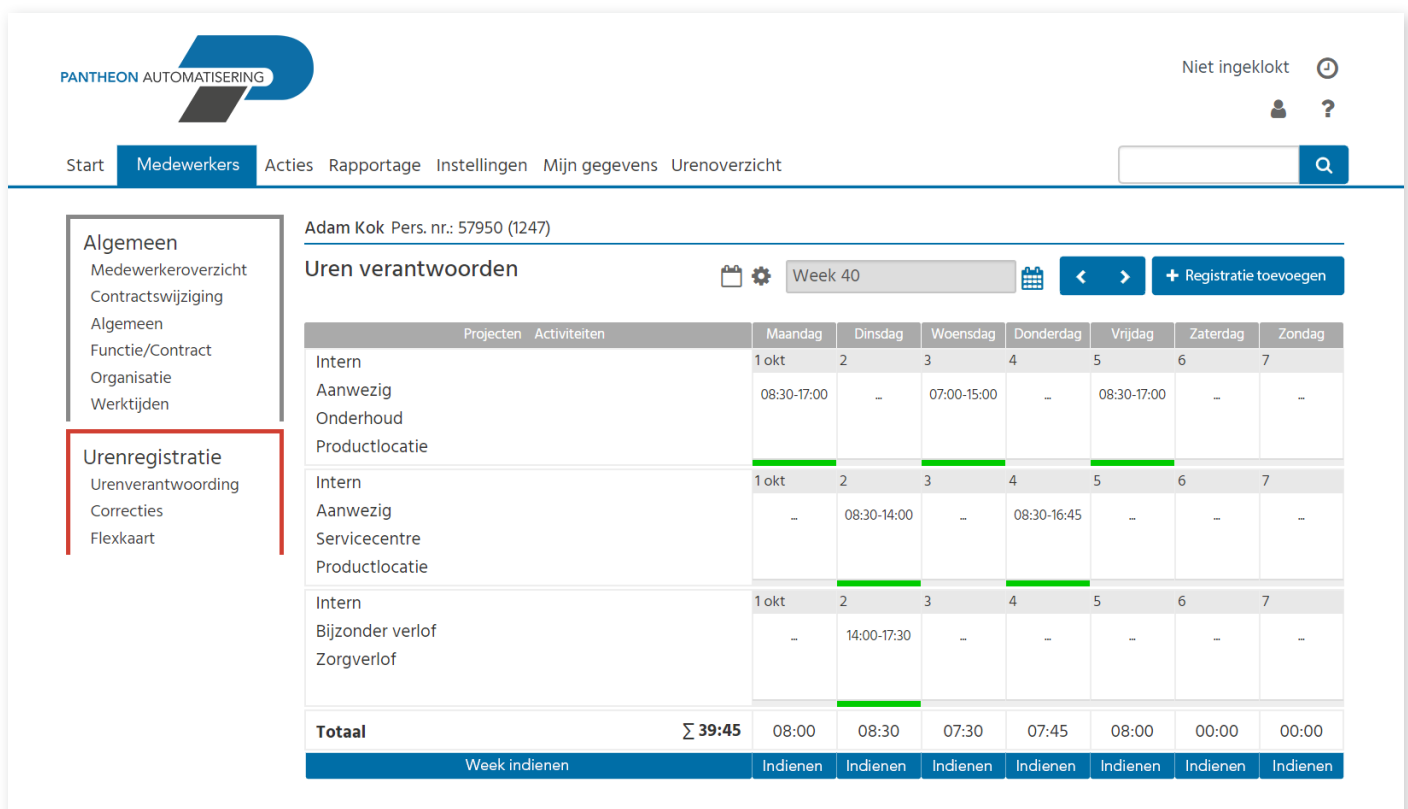 PANTHEON AUTOMATISERING
Niet ingeklokt
?
Start Medewerkers Acties Rapportage Instellingen Mijn gegevens Urenoverzicht
Algemeen
Medewerkeroverzicht
Contractswijziging
Algemeen
Functie/Contract
Organisatie
Werktijden
Urenregistratie
Urenverantwoording
Correcties
Flexkaart
Adam Kok Pers. nr.: 57950 (1247)
Uren verantwoorden Week 40 < > + Registratie toevoegen
Projecten Activiteiten Maandag Dinsdag Woensdag Donderdag Vrijdag Zaterdag Zondag
Intern 1 okt 2 3 4 5 6 7
Aanwezig 08:30-17:00 ... 07:00-15:00 ... 08:30-17:00 ... ...
Onderhoud
Productlocatie
Intern 1 okt 2 3 4 5 6 7
Aanwezig ... 08:30-14:00 ... 08:30-16:45 ... ... ...
Servicecentre
Productlocatie
Intern 1 okt 2 3 4 5 6 7
Bijzonder verlof ... 14:00-17:30 ... ... ... ... ...
Zorgverlof
Totaal ∑ 39:45 08:00 08:30 07:30 07:45 08:00 00:00 00:00
Week indienen Indienen Indienen Indienen Indienen Indienen Indienen Indienen